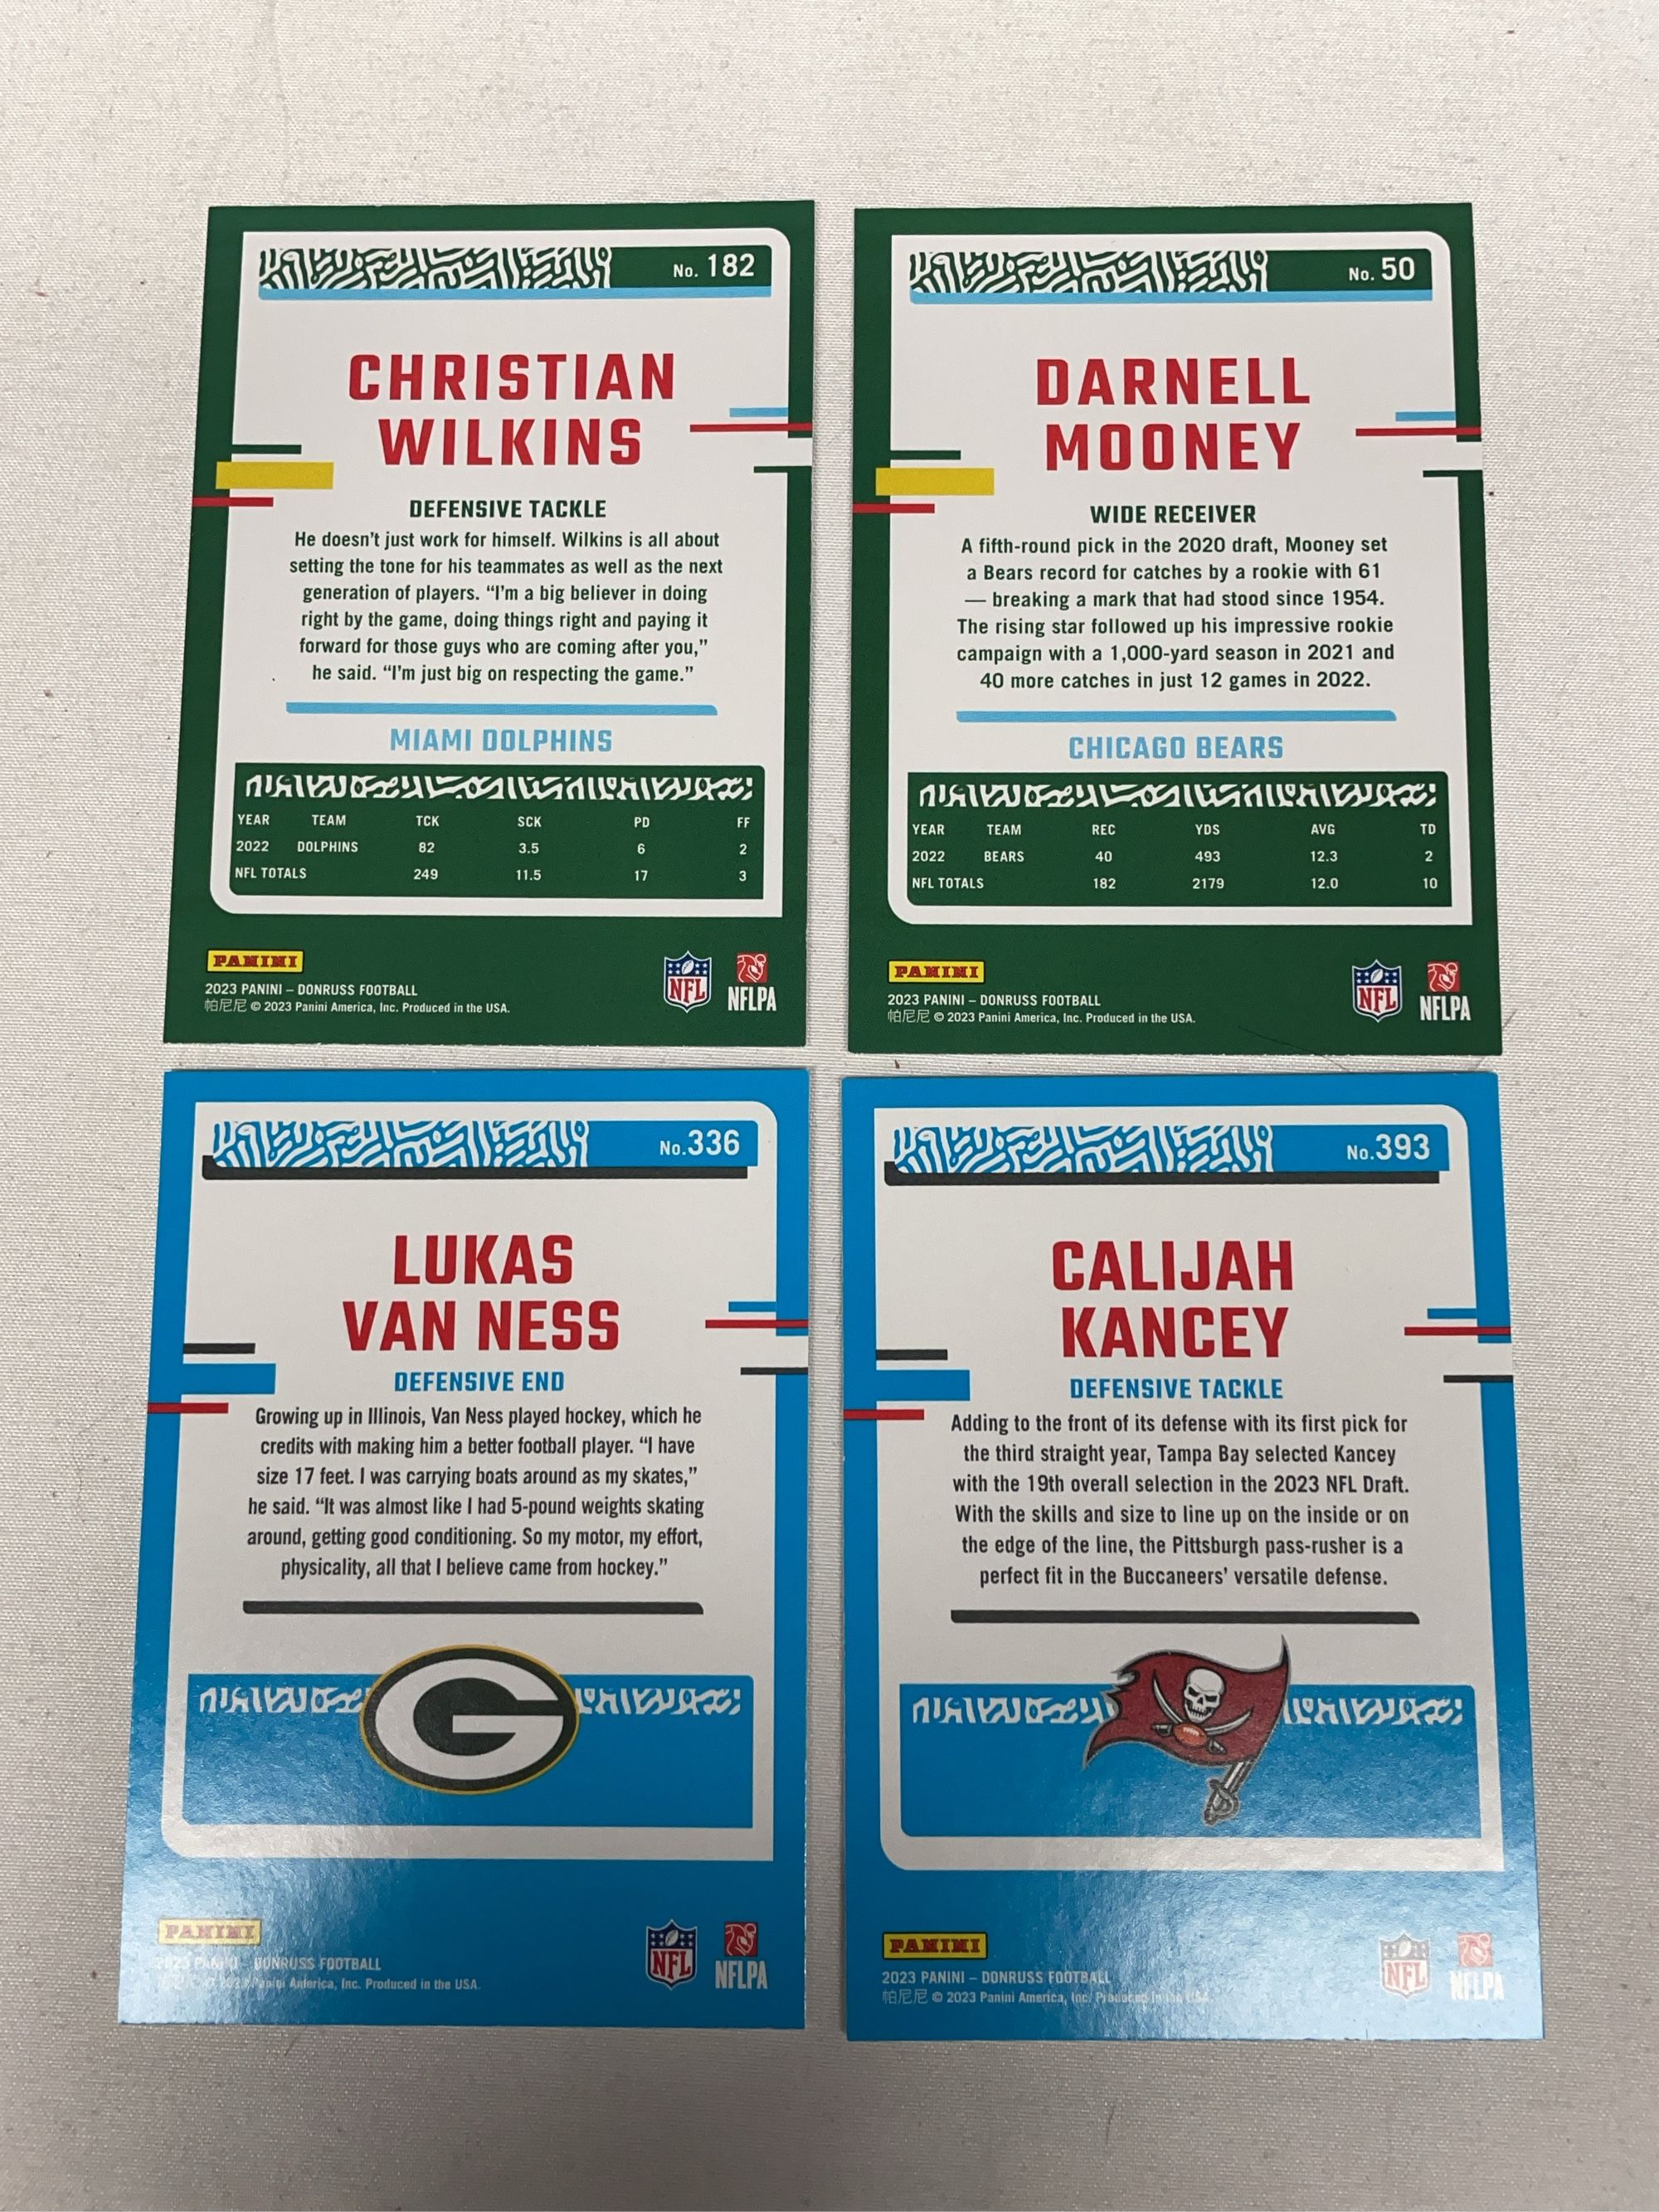 No. 182
CHRISTIAN
WILKINS
DEFENSIVE TACKLE
He doesn't just work for himself. Wilkins is all about
setting the tone for his teammates as well as the next
generation of players. “I'm a big believer in doing
right by the game, doing things right and paying it
forward for those guys who are coming after you,”
he said. “I'm just big on respecting the game.”
MIAMI DOLPHINS
YEAR TEAM TCK SCK PD FF
2022 DOLPHINS 82 3.5 6 2
NFL TOTALS 249 11.5 17 3
PANINI
2023 PANINI – DONRUSS FOOTBALL
帕尼尼 © 2023 Panini America, Inc. Produced in the USA.
NFL
NFLPA
No. 50
DARNELL
MOONEY
WIDE RECEIVER
A fifth-round pick in the 2020 draft, Mooney set
a Bears record for catches by a rookie with 61
— breaking a mark that had stood since 1954.
The rising star followed up his impressive rookie
campaign with a 1,000-yard season in 2021 and
40 more catches in just 12 games in 2022.
CHICAGO BEARS
YEAR TEAM REC YDS AVG TD
2022 BEARS 40 493 12.3 2
NFL TOTALS 182 2179 12.0 10
PANINI
2023 PANINI – DONRUSS FOOTBALL
帕尼尼 © 2023 Panini America, Inc. Produced in the USA.
NFL
NFLPA
No.336
LUKAS
VAN NESS
DEFENSIVE END
Growing up in Illinois, Van Ness played hockey, which he
credits with making him a better football player. “I have
size 17 feet. I was carrying boats around as my skates,”
he said. “It was almost like I had 5-pound weights skating
around, getting good conditioning. So my motor, my effort,
physicality, all that I believe came from hockey.”
G
PANINI
2023 PANINI – DONRUSS FOOTBALL
© 2023 Panini America, Inc. Produced in the USA.
NFL
NFLPA
No.393
CALIJAH
KANCEY
DEFENSIVE TACKLE
Adding to the front of its defense with its first pick for
the third straight year, Tampa Bay selected Kancey
with the 19th overall selection in the 2023 NFL Draft.
With the skills and size to line up on the inside or on
the edge of the line, the Pittsburgh pass-rusher is a
perfect fit in the Buccaneers' versatile defense.
PANINI
2023 PANINI – DONRUSS FOOTBALL
帕尼尼 © 2023 Panini America, Inc. Produced in the USA.
NFL
NFLPA